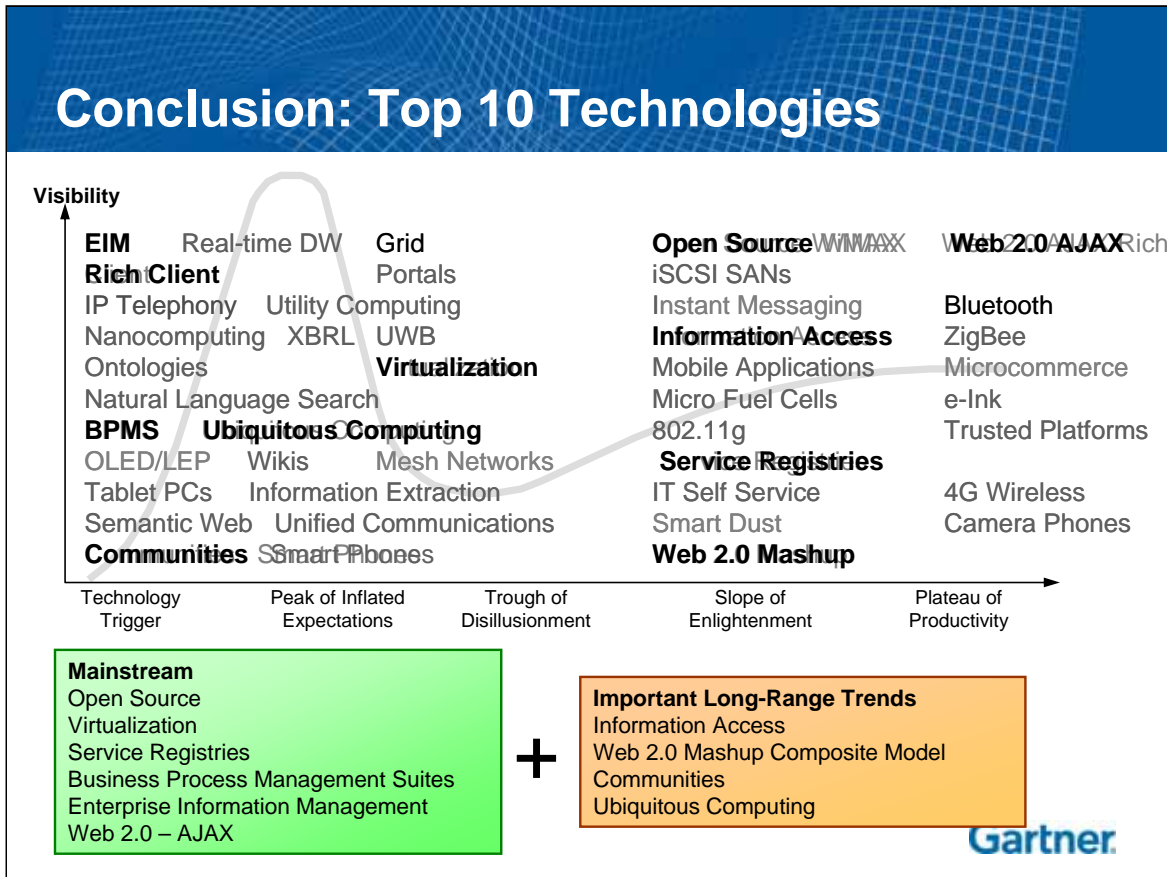 Conclusion: Top 10 Technologies
Visibility
EIM Real-time DW Grid Open Source WiMAX Web 2.0 AJAX Rich
Rich Client Portals iSCSI SANs
IP Telephony Utility Computing Instant Messaging Bluetooth
Nanocomputing XBRL UWB Information Access ZigBee
Ontologies Virtualization Mobile Applications Microcommerce
Natural Language Search Micro Fuel Cells e-Ink
BPMS Ubiquitous Computing 802.11g Trusted Platforms
OLED/LEP Wikis Mesh Networks Service Registries
Tablet PCs Information Extraction IT Self Service 4G Wireless
Semantic Web Unified Communications Smart Dust Camera Phones
Communities Smart Phones Web 2.0 Mashup
Technology Peak of Inflated Trough of Slope of Plateau of
Trigger Expectations Disillusionment Enlightenment Productivity
Mainstream
Open Source
Virtualization
Service Registries
Business Process Management Suites
Enterprise Information Management
Web 2.0 – AJAX
+
Important Long-Range Trends
Information Access
Web 2.0 Mashup Composite Model
Communities
Ubiquitous Computing
Gartner.